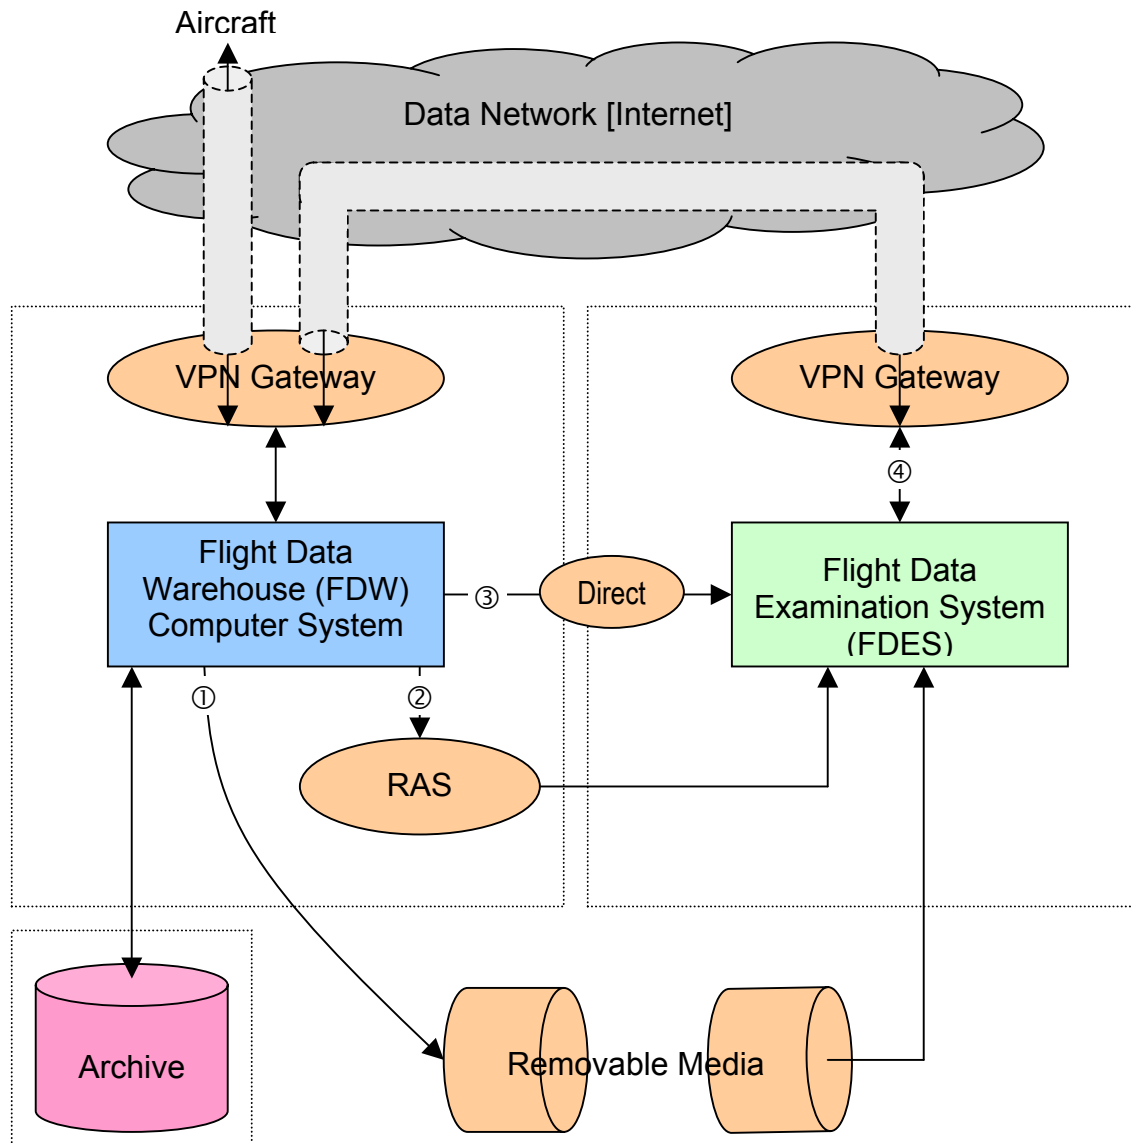 Aircraft
Data Network [Internet]
VPN Gateway
VPN Gateway
④
Flight Data
Warehouse (FDW)
Computer System
③
Direct
Flight Data
Examination System
(FDES)
①
②
RAS
Archive
Removable Media